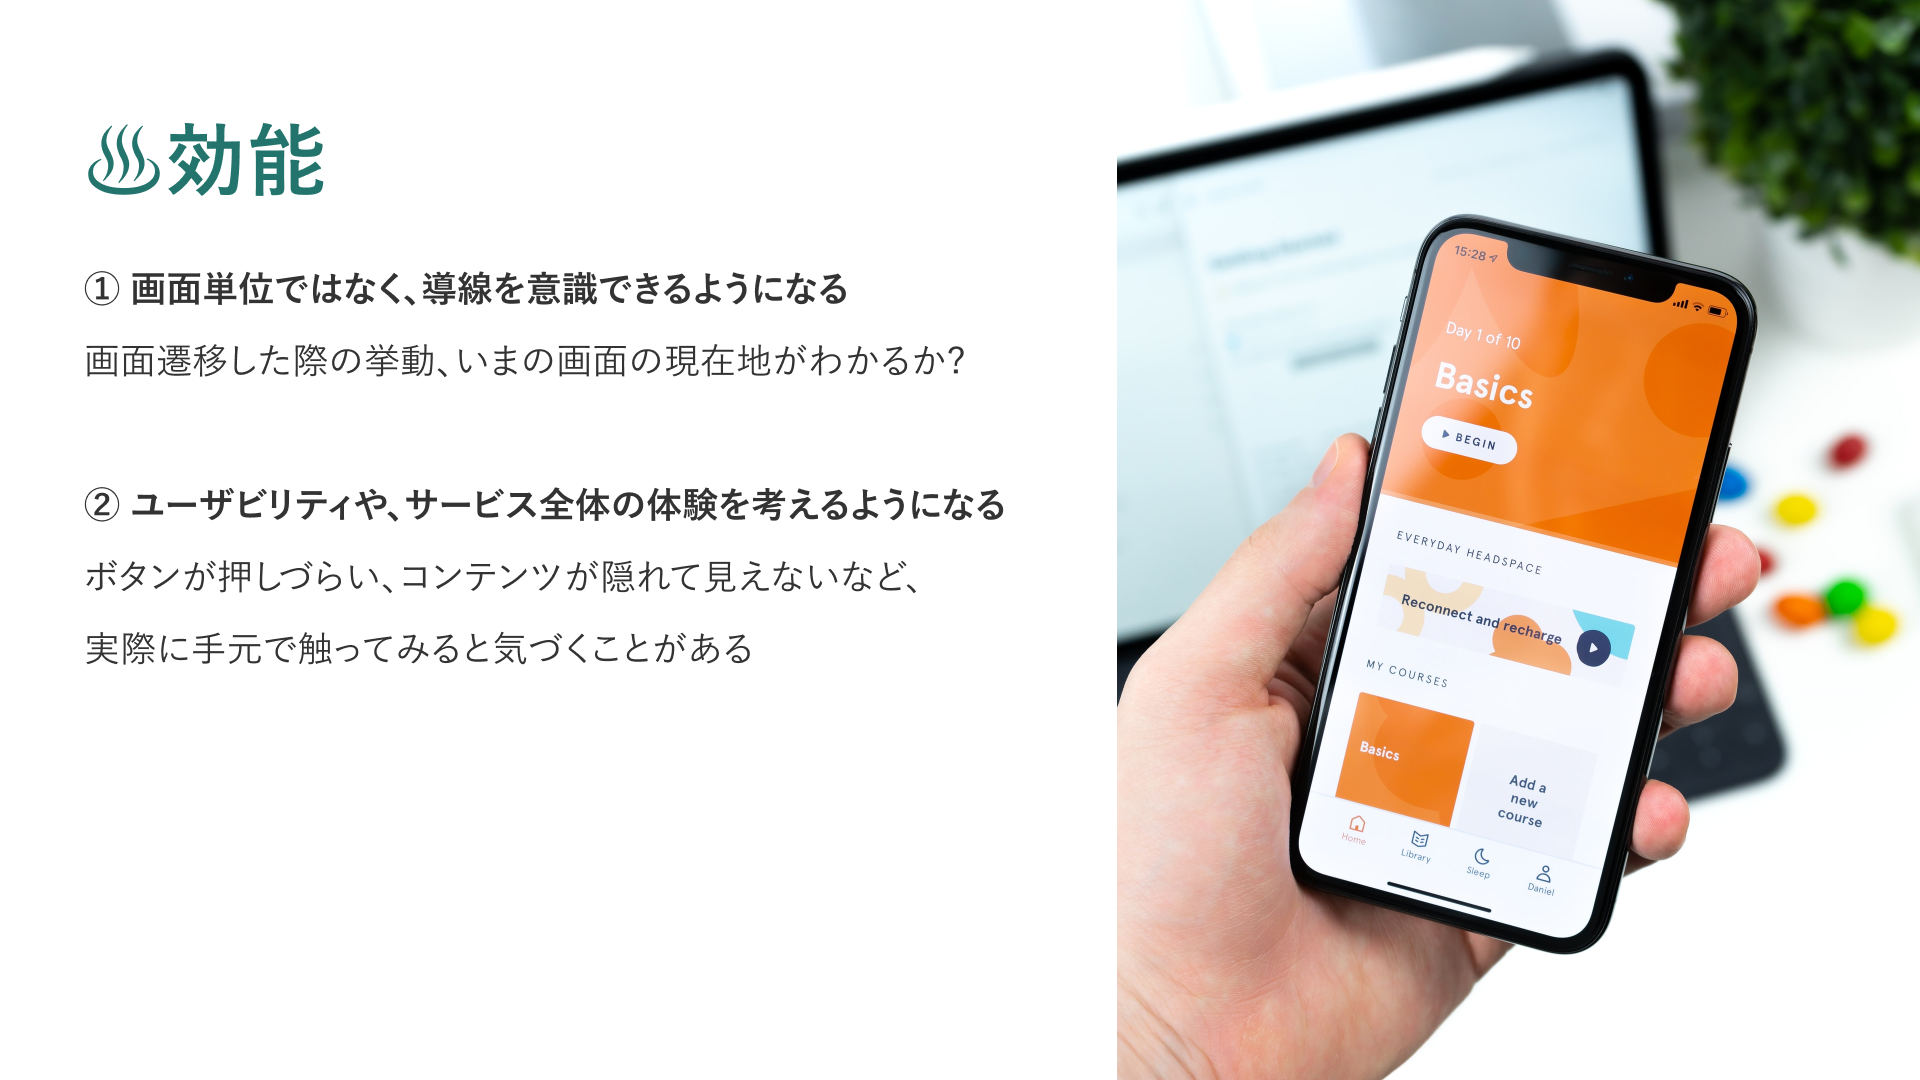 ♨効能
① 画面単位ではなく、導線を意識できるようになる
画面遷移した際の挙動、いまの画面の現在地がわかるか？
② ユーザビリティや、サービス全体の体験を考えるようになる
ボタンが押しづらい、コンテンツが隠れて見えないなど、
実際に手元で触ってみると気づくことがある
15:28
Day 1 of 10
Basics
BEGIN
EVERYDAY HEADSPACE
Reconnect and recharge
MY COURSES
Basics
Add a
new
course
Home
Library
Sleep
Daniel